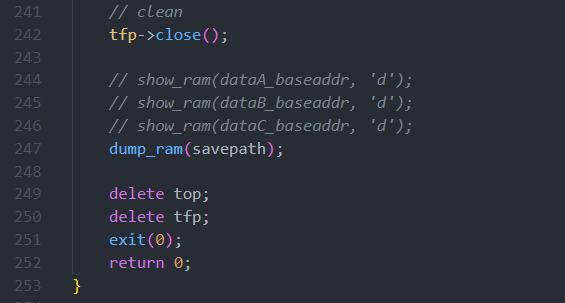 241 // clean
242 tfp->close();
243
244 // show_ram(dataA_baseaddr, 'd');
245 // show_ram(dataB_baseaddr, 'd');
246 // show_ram(dataC_baseaddr, 'd');
247 dump_ram(savepath);
248
249 delete top;
250 delete tfp;
251 exit(0);
252 return 0;
253 }